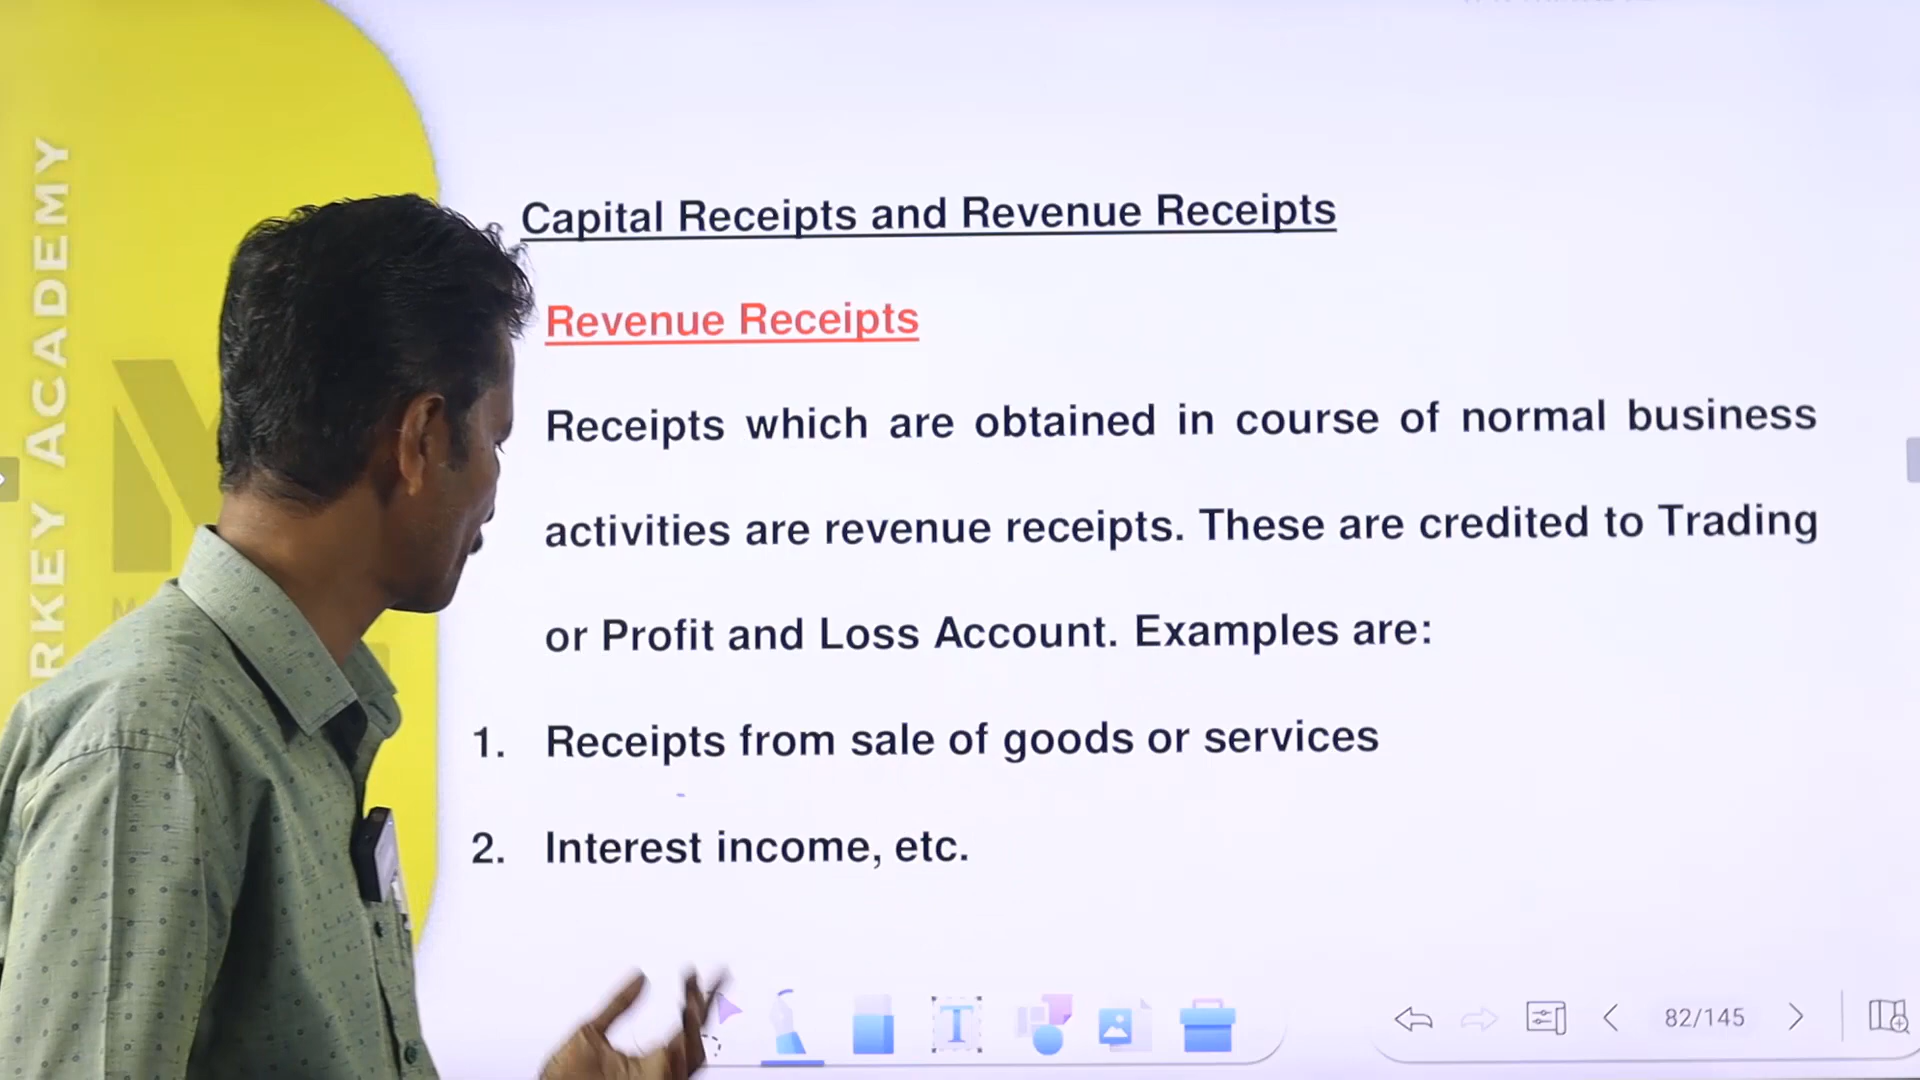 Capital Receipts and Revenue Receipts
Revenue Receipts
Receipts which are obtained in course of normal business
activities are revenue receipts. These are credited to Trading
or Profit and Loss Account. Examples are:
1. Receipts from sale of goods or services
2. Interest income, etc.
RKEY ACADEMY
T
82/145